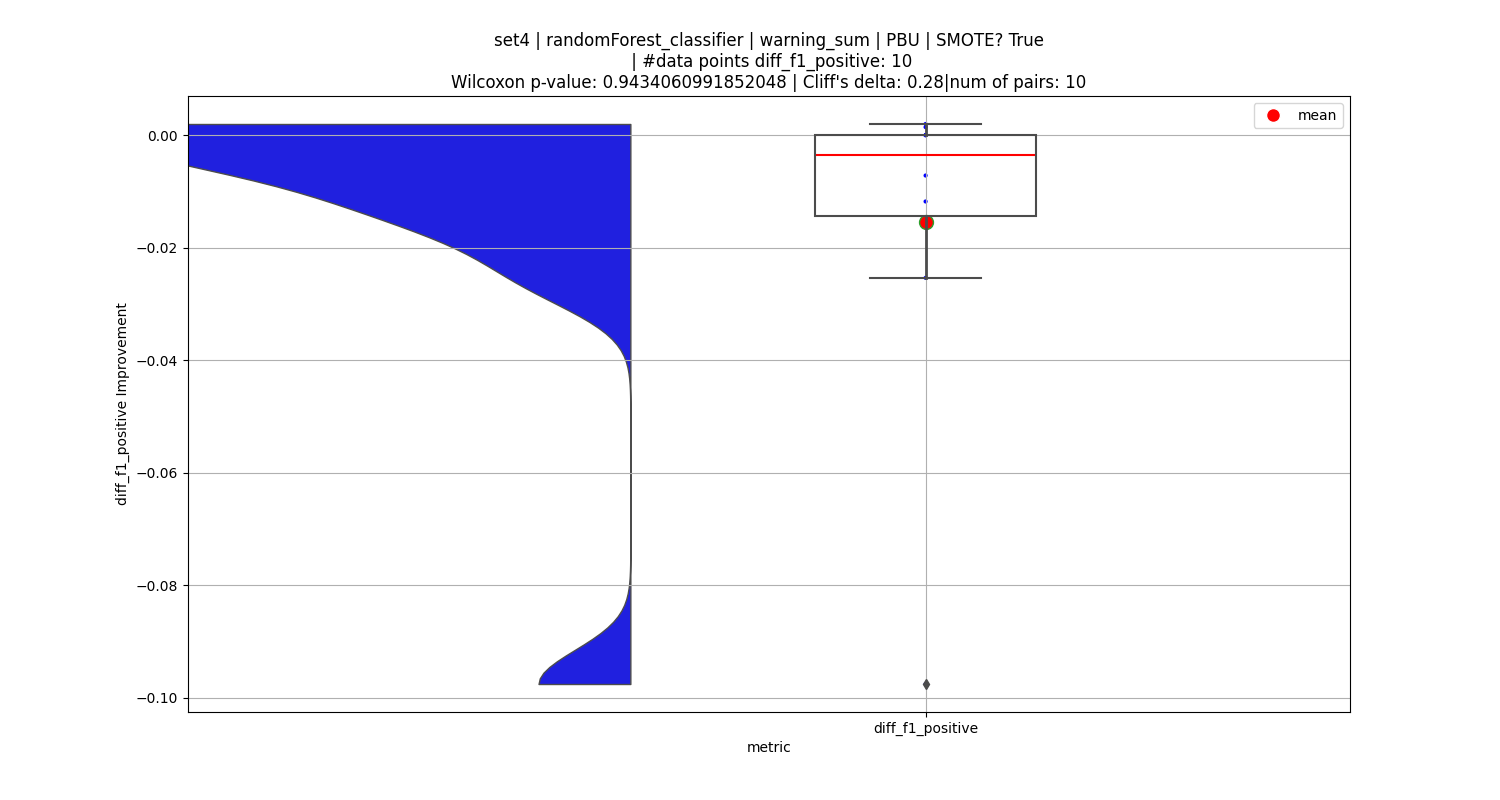 set4 | randomForest_classifier | warning_sum | PBU | SMOTE? True
| #data points diff_f1_positive: 10
Wilcoxon p-value: 0.9434060991852048 | Cliff's delta: 0.28|num of pairs: 10
mean
0.00
−0.02
−0.04
−0.06
−0.08
−0.10
diff_f1_positive Improvement
diff_f1_positive
metric